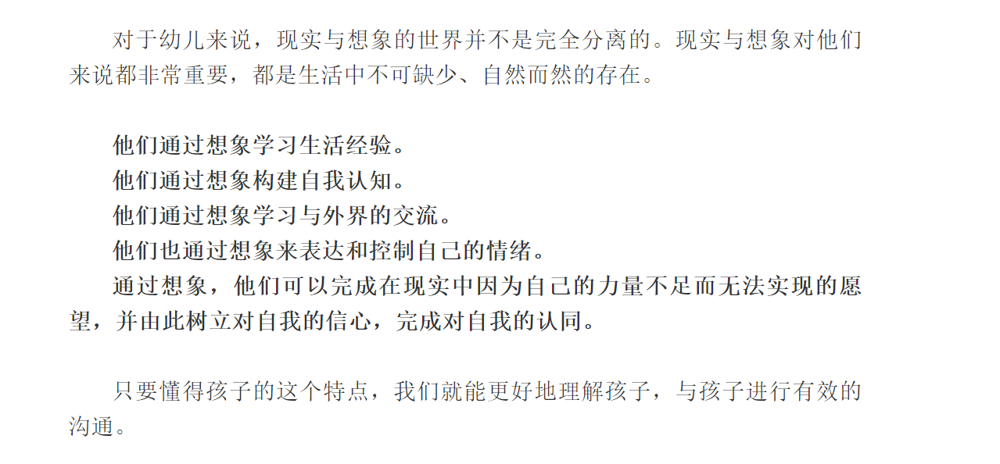 对于幼儿来说，现实与想象的世界并不是完全分离的。现实与想象对他们
来说都非常重要，都是生活中不可缺少、自然而然的存在。
他们通过想象学习生活经验。
他们通过想象构建自我认知。
他们通过想象学习与外界的交流。
他们也通过想象来表达和控制自己的情绪。
通过想象，他们可以完成在现实中因为自己的力量不足而无法实现的愿
望，并由此树立对自我的信心，完成对自我的认同。
只要懂得孩子的这个特点，我们就能更好地理解孩子，与孩子进行有效的
沟通。